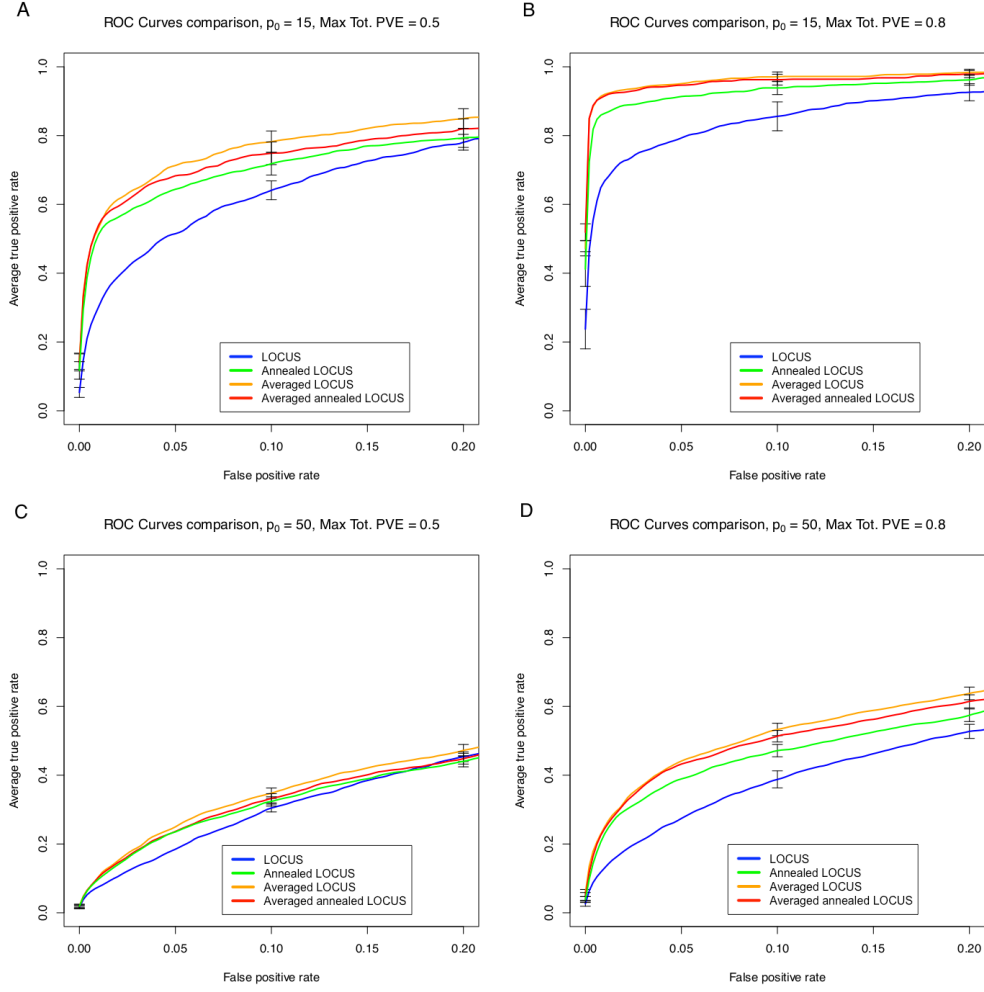 A
ROC Curves comparison, p₀ = 15, Max Tot. PVE = 0.5
Average true positive rate
1.0
0.8
0.6
0.4
0.2
0.0
LOCUS
Annealed LOCUS
Averaged LOCUS
Averaged annealed LOCUS
0.00 0.05 0.10 0.15 0.20
False positive rate
B
ROC Curves comparison, p₀ = 15, Max Tot. PVE = 0.8
Average true positive rate
1.0
0.8
0.6
0.4
0.2
0.0
LOCUS
Annealed LOCUS
Averaged LOCUS
Averaged annealed LOCUS
0.00 0.05 0.10 0.15 0.20
False positive rate
C
ROC Curves comparison, p₀ = 50, Max Tot. PVE = 0.5
Average true positive rate
1.0
0.8
0.6
0.4
0.2
0.0
LOCUS
Annealed LOCUS
Averaged LOCUS
Averaged annealed LOCUS
0.00 0.05 0.10 0.15 0.20
False positive rate
D
ROC Curves comparison, p₀ = 50, Max Tot. PVE = 0.8
Average true positive rate
1.0
0.8
0.6
0.4
0.2
0.0
LOCUS
Annealed LOCUS
Averaged LOCUS
Averaged annealed LOCUS
0.00 0.05 0.10 0.15 0.20
False positive rate